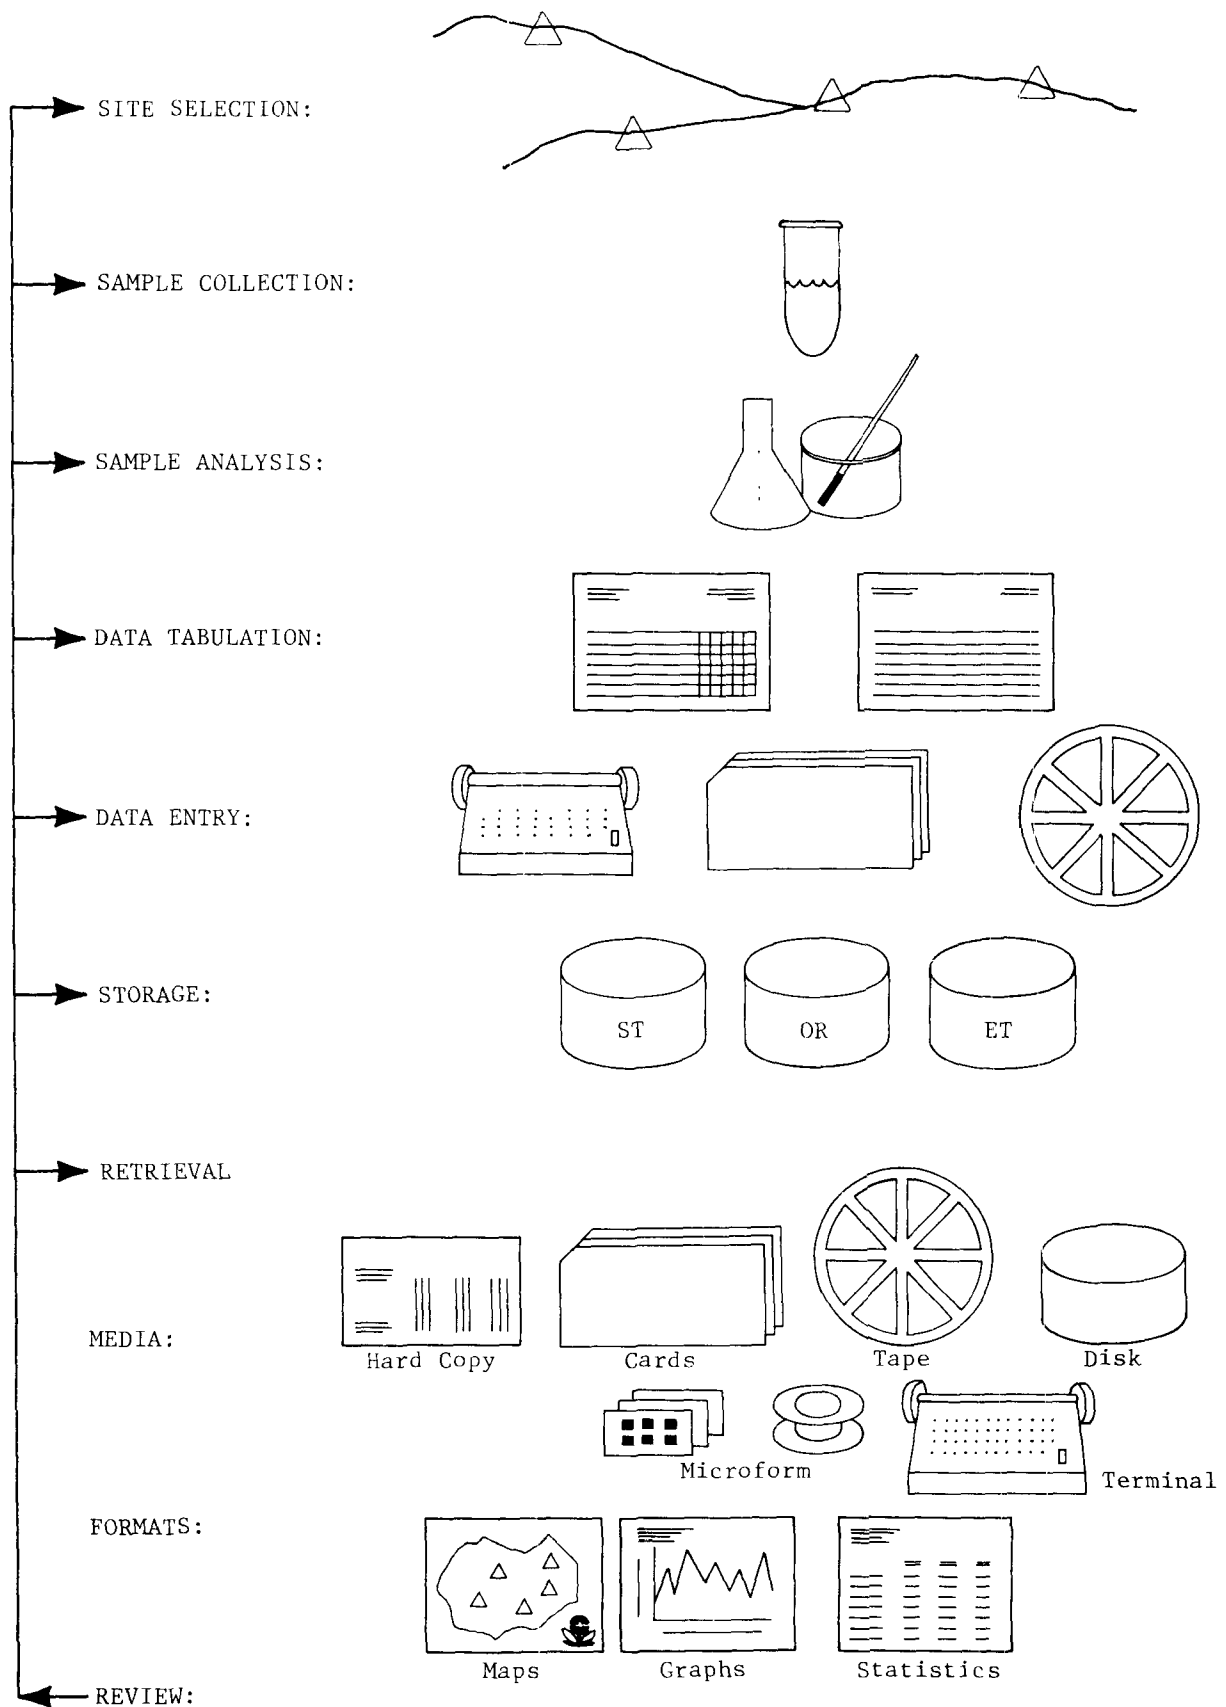 SITE SELECTION:
SAMPLE COLLECTION:
SAMPLE ANALYSIS:
DATA TABULATION:
DATA ENTRY:
STORAGE:
ST OR ET
RETRIEVAL
MEDIA:
Hard Copy Cards Tape Disk
Microform Terminal
FORMATS:
Maps Graphs Statistics
REVIEW: